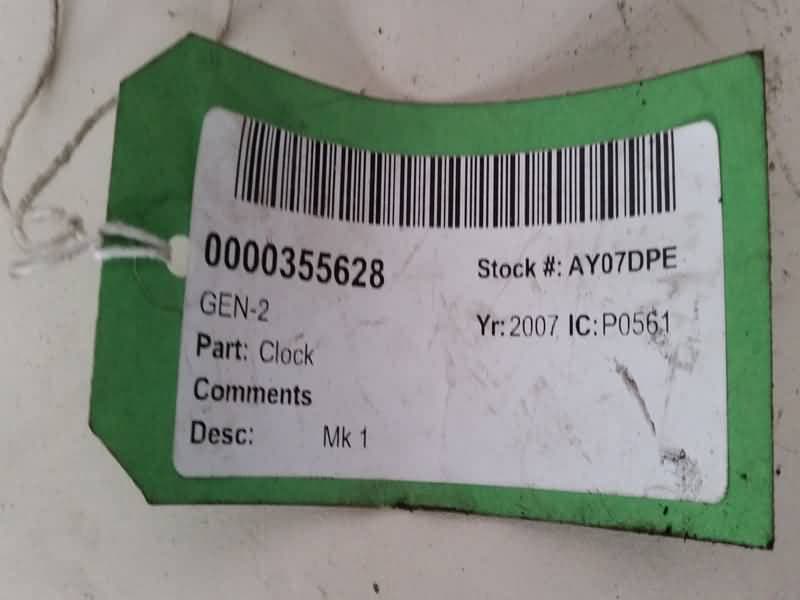 0000355628
Stock #: AY07DPE
GEN-2
Yr: 2007 IC: P0561
Part: Clock
Comments
Desc: Mk 1